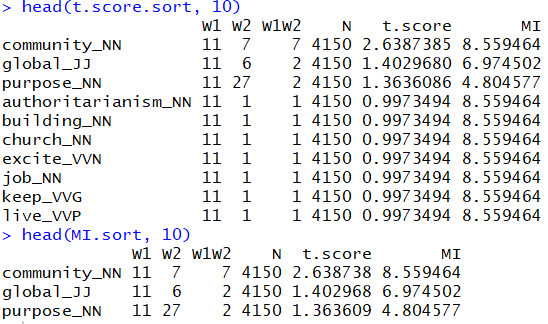 > head(t.score.sort, 10)
W1 W2 W1W2 N t.score MI
community_NN 11 7 7 4150 2.6387385 8.559464
global_JJ 11 6 2 4150 1.4029680 6.974502
purpose_NN 11 27 2 4150 1.3636086 4.804577
authoritarianism_NN 11 1 1 4150 0.9973494 8.559464
building_NN 11 1 1 4150 0.9973494 8.559464
church_NN 11 1 1 4150 0.9973494 8.559464
excite_VVN 11 1 1 4150 0.9973494 8.559464
job_NN 11 1 1 4150 0.9973494 8.559464
keep_VVG 11 1 1 4150 0.9973494 8.559464
live_VVP 11 1 1 4150 0.9973494 8.559464
> head(MI.sort, 10)
W1 W2 W1W2 N t.score MI
community_NN 11 7 7 4150 2.638738 8.559464
global_JJ 11 6 2 4150 1.402968 6.974502
purpose_NN 11 27 2 4150 1.363609 4.804577